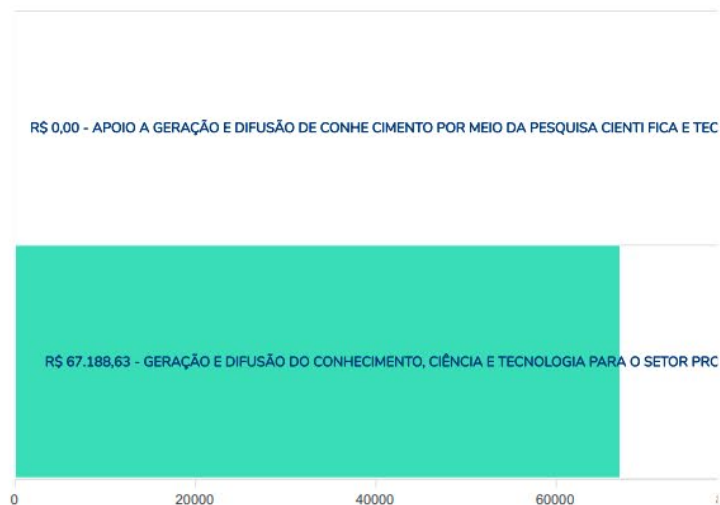 R$ 0,00 - APOIO A GERAÇÃO E DIFUSÃO DE CONHE CIMENTO POR MEIO DA PESQUISA CIENTI FICA E TEC
R$ 67.188,63 - GERAÇÃO E DIFUSÃO DO CONHECIMENTO, CIÊNCIA E TECNOLOGIA PARA O SETOR PRO
0 20000 40000 60000